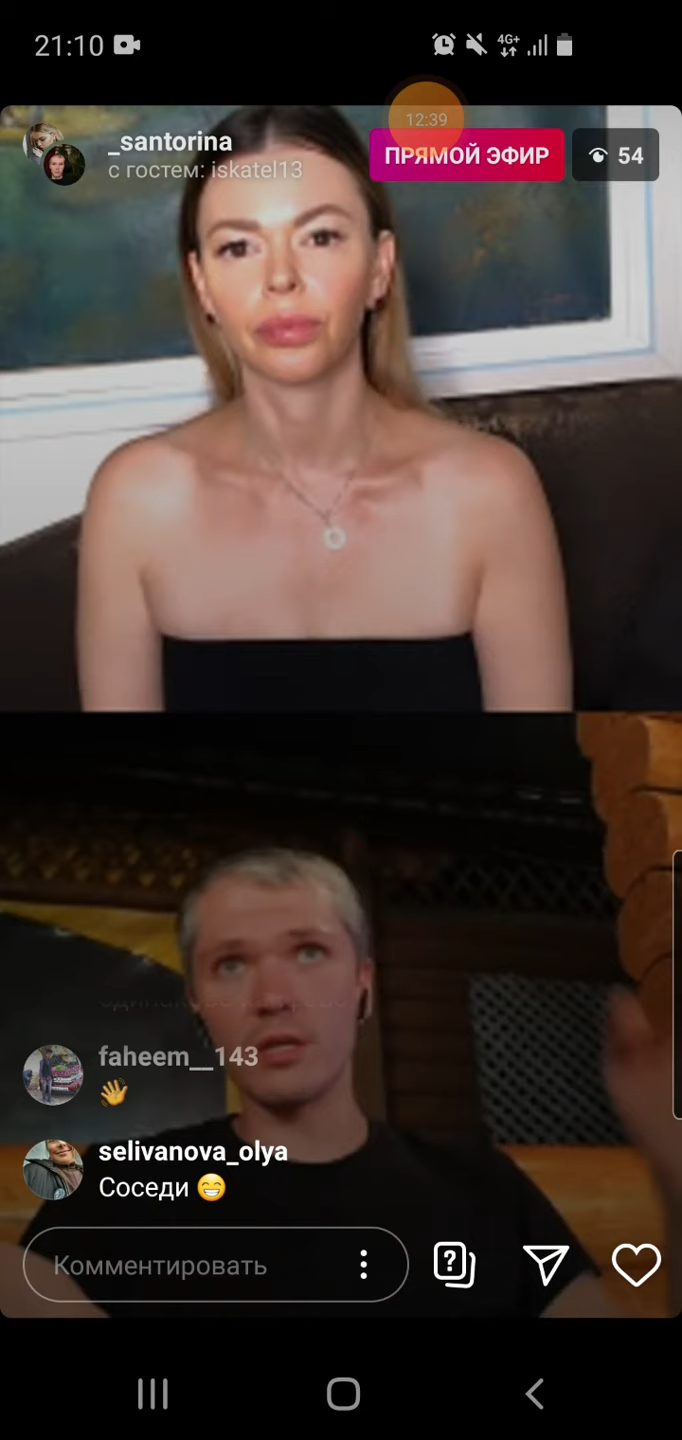 21:10
4G+
12:39
_santorina
с гостем: iskatel13
ПРЯМОЙ ЭФИР
54
faheem__143
👋
selivanova_olya
Соседи 😁
Комментировать